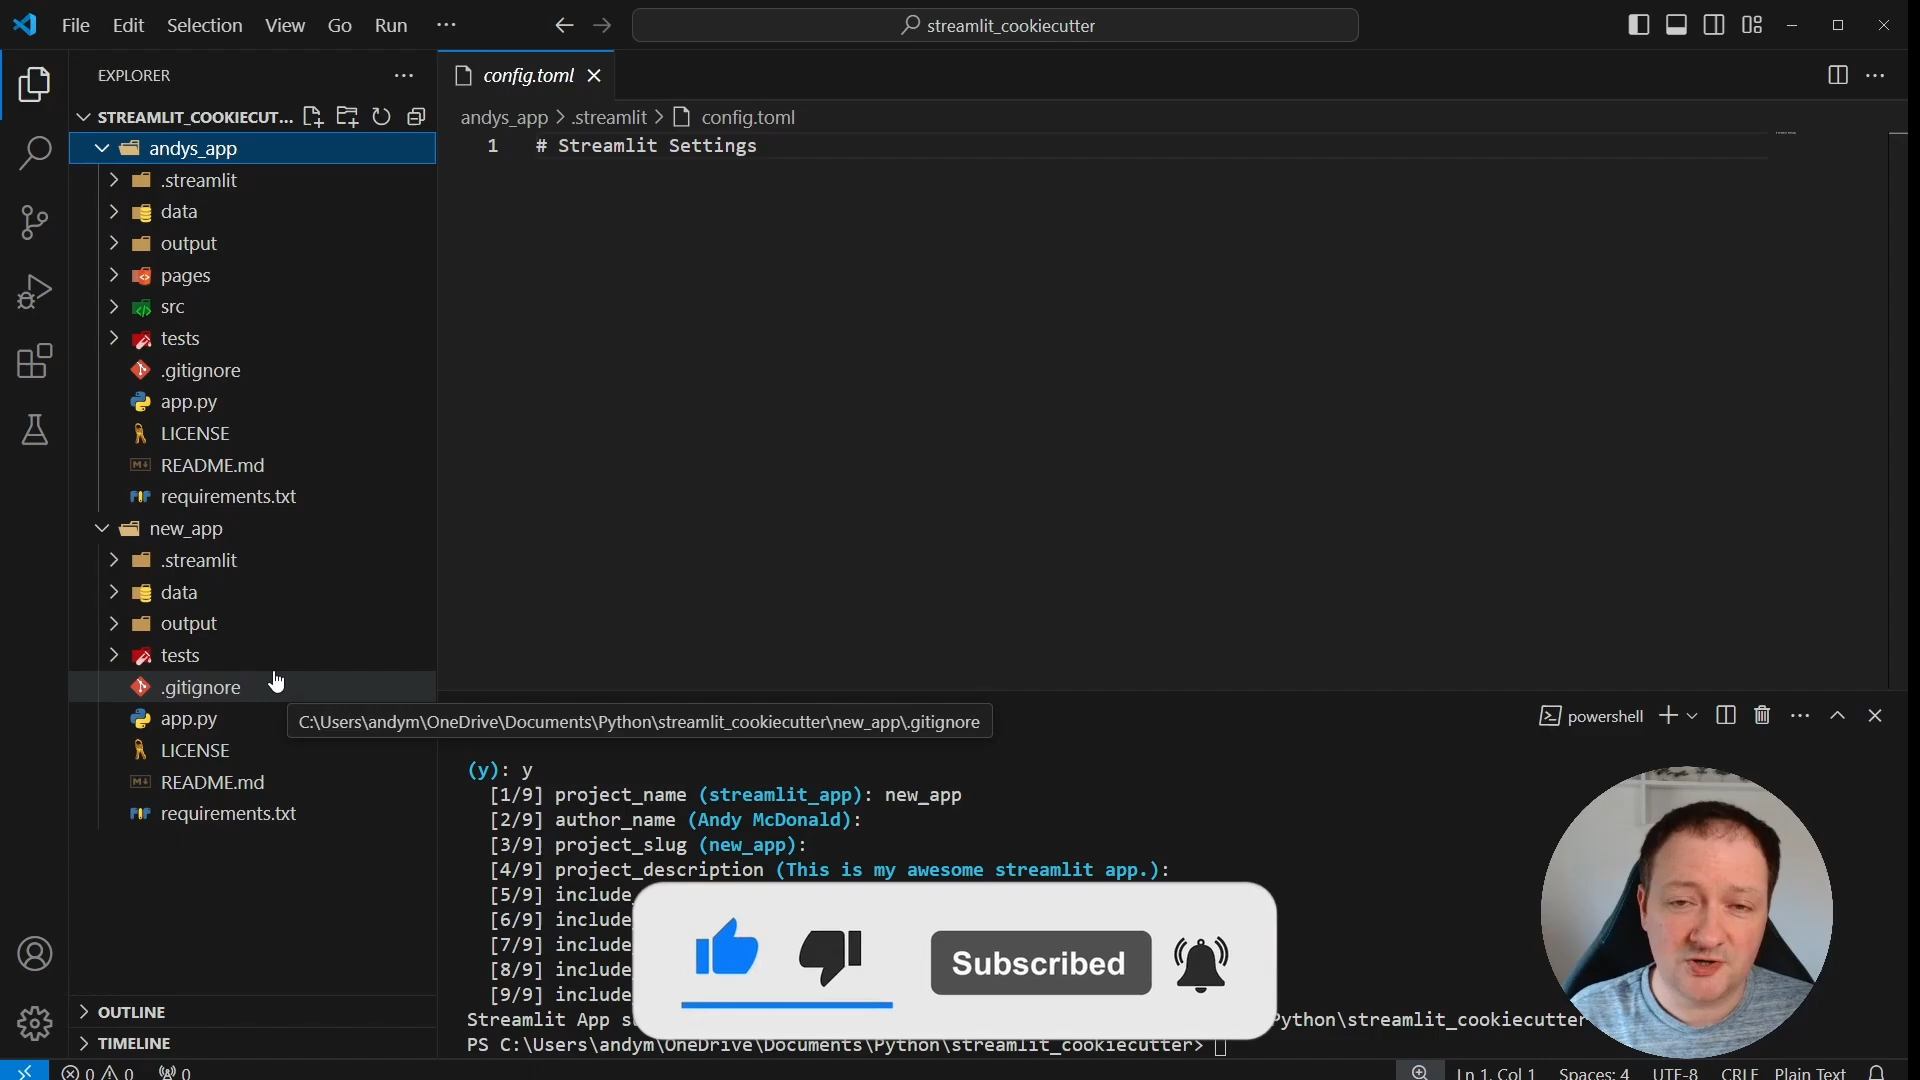 File Edit Selection View Go Run ··· streamlit_cookiecutter
EXPLORER
config.toml
STREAMLIT_COOKIECUT...
andys_app > .streamlit > config.toml
1 # Streamlit Settings
andys_app
.streamlit
data
output
pages
src
tests
.gitignore
app.py
LICENSE
README.md
requirements.txt
new_app
.streamlit
data
output
tests
.gitignore
app.py
LICENSE
README.md
requirements.txt
C:\Users\andym\OneDrive\Documents\Python\streamlit_cookiecutter\new_app\.gitignore
powershell
(y): y
[1/9] project_name (streamlit_app): new_app
[2/9] author_name (Andy McDonald):
[3/9] project_slug (new_app):
[4/9] project_description (This is my awesome streamlit app.):
[5/9] include
[6/9] include
[7/9] include
[8/9] include
[9/9] include
Streamlit App ython\streamlit_cookiecutter
PS C:\Users\andym\OneDrive\Documents\Python\streamlit_cookiecutter>
Subscribed
OUTLINE
TIMELINE
0 0 0 Ln 1, Col 1 Spaces: 4 UTF-8 CRLF Plain Text